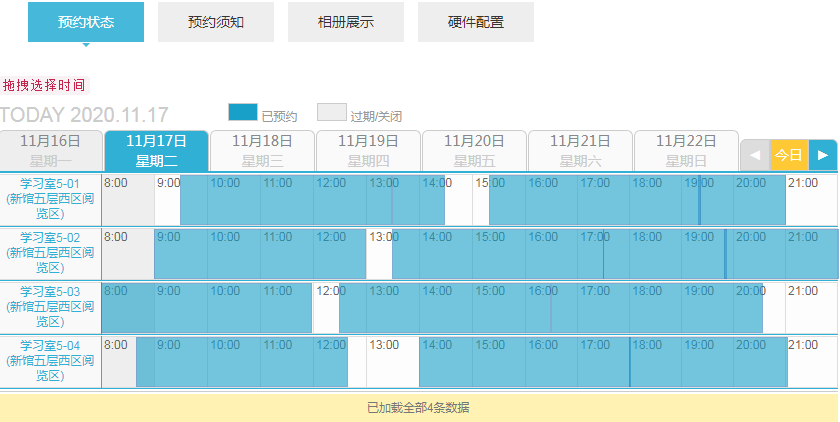 预约状态 预约须知 相册展示 硬件配置
拖拽选择时间
TODAY 2020.11.17 已预约 过期/关闭
11月16日 11月17日 11月18日 11月19日 11月20日 11月21日 11月22日 ◀ 今日 ▶
星期一 星期二 星期三 星期四 星期五 星期六 星期日
学习室5-01 8:00 9:00 10:00 11:00 12:00 13:00 14:00 15:00 16:00 17:00 18:00 19:00 20:00 21:00
(新馆五层西区阅
览区)
学习室5-02 8:00 9:00 10:00 11:00 12:00 13:00 14:00 15:00 16:00 17:00 18:00 19:00 20:00 21:00
(新馆五层西区阅
览区)
学习室5-03 8:00 9:00 10:00 11:00 12:00 13:00 14:00 15:00 16:00 17:00 18:00 19:00 20:00 21:00
(新馆五层西区阅
览区)
学习室5-04 8:00 9:00 10:00 11:00 12:00 13:00 14:00 15:00 16:00 17:00 18:00 19:00 20:00 21:00
(新馆五层西区阅
览区)
已加载全部4条数据